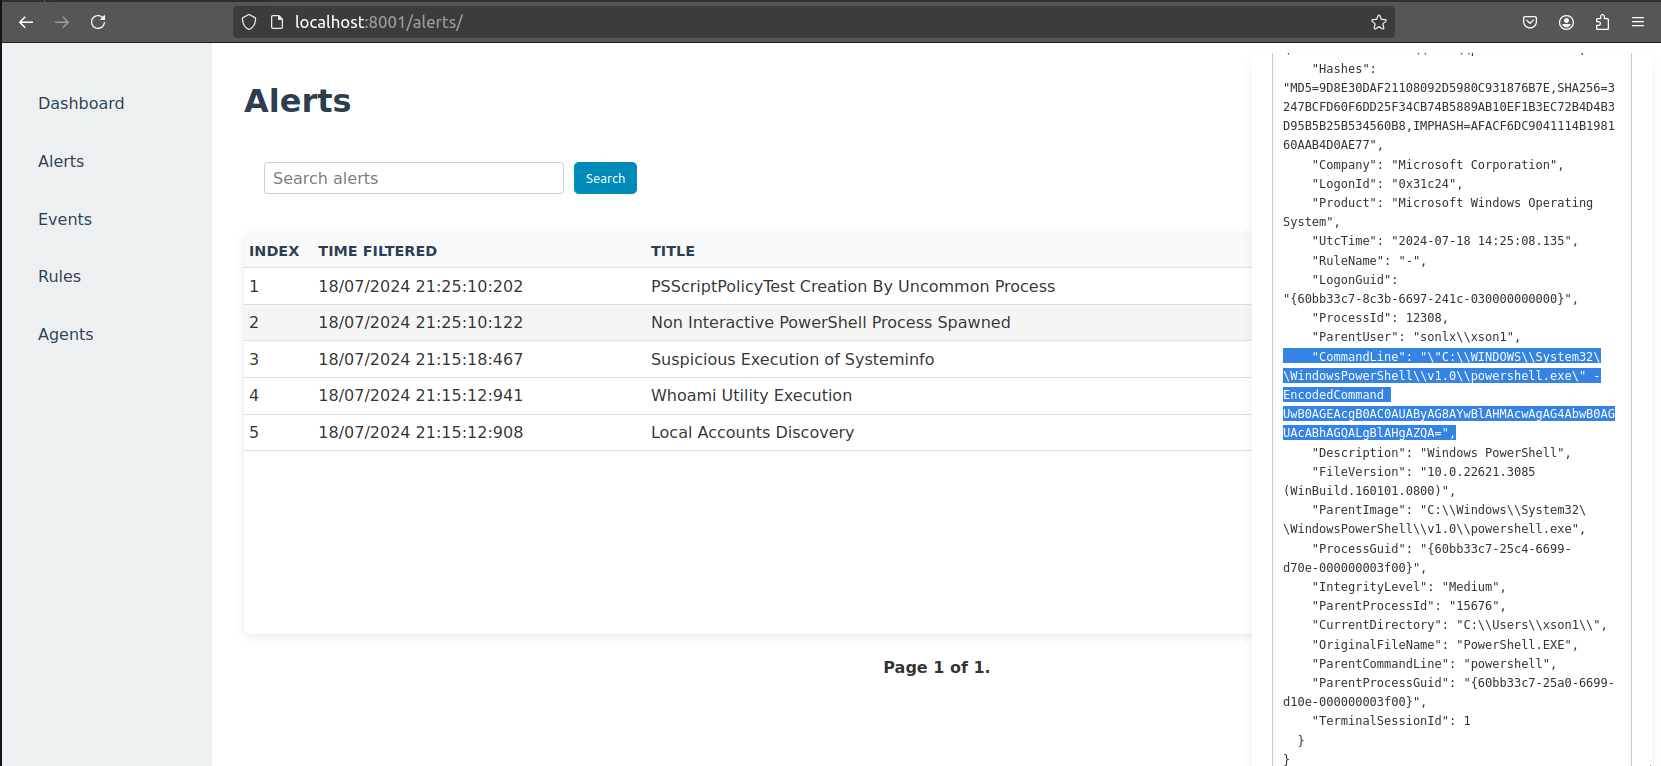 localhost:8001/alerts/
Dashboard
Alerts
Events
Rules
Agents
Alerts
Search alerts
Search
INDEX TIME FILTERED TITLE
1 18/07/2024 21:25:10:202 PSScriptPolicyTest Creation By Uncommon Process
2 18/07/2024 21:25:10:122 Non Interactive PowerShell Process Spawned
3 18/07/2024 21:15:18:467 Suspicious Execution of Systeminfo
4 18/07/2024 21:15:12:941 Whoami Utility Execution
5 18/07/2024 21:15:12:908 Local Accounts Discovery
Page 1 of 1.
"Hashes":
"MD5=9D8E30DAF21108092D5980C931876B7E,SHA256=3
247BCFD60F6DD25F34CB74B5889AB10EF1B3EC72B4D4B3
D95B5B25B534560B8,IMPHASH=AFACF6DC9041114B1981
60AAB4D0AE77",
"Company": "Microsoft Corporation",
"LogonId": "0x31c24",
"Product": "Microsoft Windows Operating
System",
"UtcTime": "2024-07-18 14:25:08.135",
"RuleName": "-",
"LogonGuid":
"{60bb33c7-8c3b-6697-241c-030000000000}",
"ProcessId": 12308,
"ParentUser": "sonlx\\xson1",
"CommandLine": "\"C:\\WINDOWS\\System32\
\WindowsPowerShell\\v1.0\\powershell.exe\" -
EncodedCommand
UwB0AGEAcgB0AC0AUAByAG8AYwBlAHMAcwAgAG4AbwB0AG
UAcABhAGQALgBlAHgAZQA=",
"Description": "Windows PowerShell",
"FileVersion": "10.0.22621.3085
(WinBuild.160101.0800)",
"ParentImage": "C:\\Windows\\System32\
\WindowsPowerShell\\v1.0\\powershell.exe",
"ProcessGuid": "{60bb33c7-25c4-6699-
d70e-000000003f00}",
"IntegrityLevel": "Medium",
"ParentProcessId": "15676",
"CurrentDirectory": "C:\\Users\\xson1\\",
"OriginalFileName": "PowerShell.EXE",
"ParentCommandLine": "powershell",
"ParentProcessGuid": "{60bb33c7-25a0-6699-
d10e-000000003f00}",
"TerminalSessionId": 1
}
}